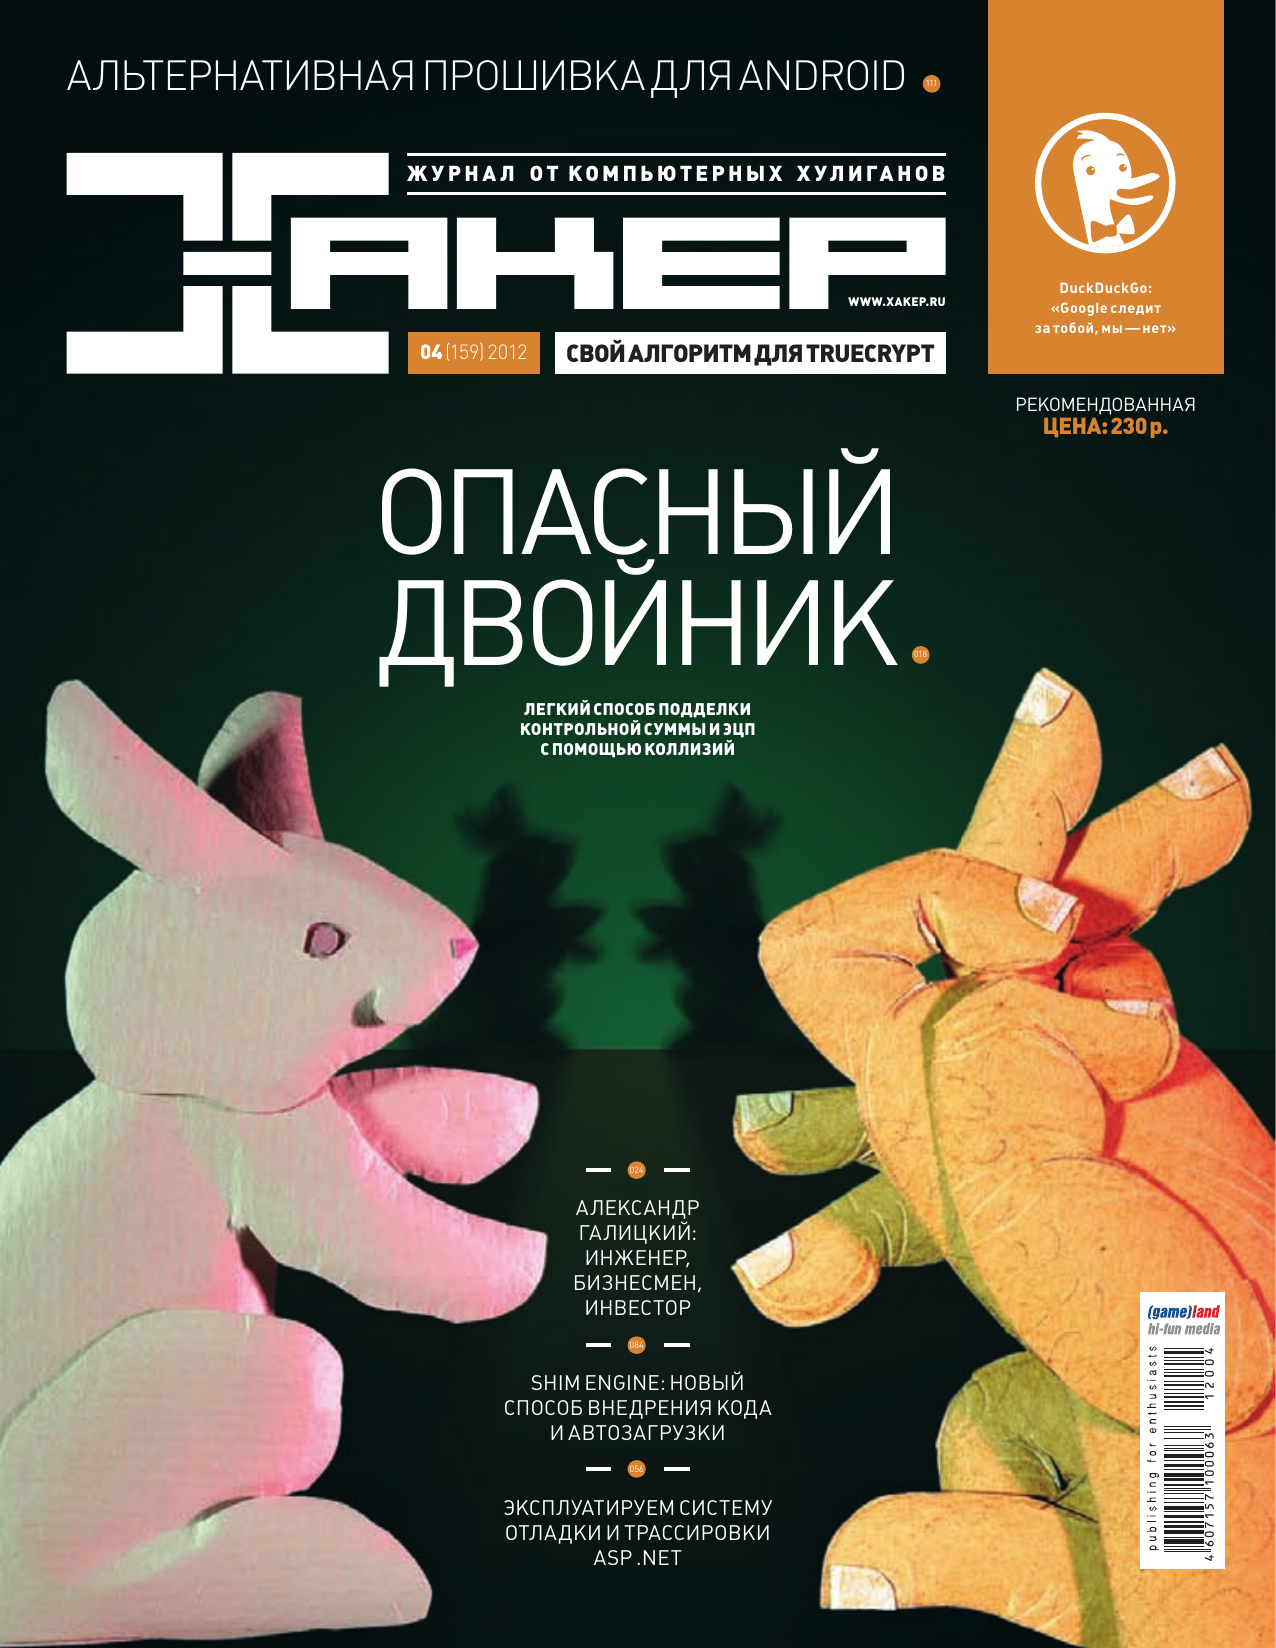 АЛЬТЕРНАТИВНАЯ ПРОШИВКА ДЛЯ ANDROID 111
ЖУРНАЛ ОТ КОМПЬЮТЕРНЫХ ХУЛИГАНОВ
ХАКЕР
WWW.XAKEP.RU
04 (159) 2012
СВОЙ АЛГОРИТМ ДЛЯ TRUECRYPT
DuckDuckGo:
«Google следит
за тобой, мы — нет»
РЕКОМЕНДОВАННАЯ
ЦЕНА: 230 р.
ОПАСНЫЙ
ДВОЙНИК 018
ЛЕГКИЙ СПОСОБ ПОДДЕЛКИ
КОНТРОЛЬНОЙ СУММЫ И ЭЦП
С ПОМОЩЬЮ КОЛЛИЗИЙ
024
АЛЕКСАНДР
ГАЛИЦКИЙ:
ИНЖЕНЕР,
БИЗНЕСМЕН,
ИНВЕСТОР
084
SHIM ENGINE: НОВЫЙ
СПОСОБ ВНЕДРЕНИЯ КОДА
И АВТОЗАГРУЗКИ
056
ЭКСПЛУАТИРУЕМ СИСТЕМУ
ОТЛАДКИ И ТРАССИРОВКИ
ASP .NET
(game)land
hi-fun media
publishing for enthusiasts
4 607157 100063 12004